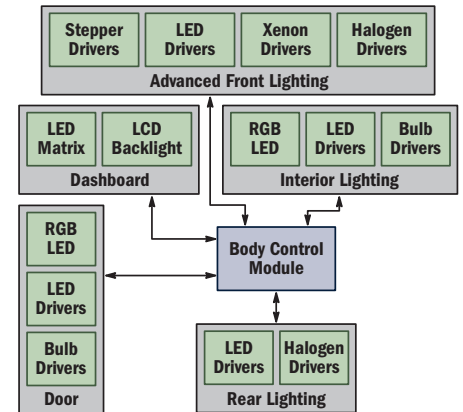 Stepper Drivers
LED Drivers
Xenon Drivers
Halogen Drivers
Advanced Front Lighting
LED Matrix
LCD Backlight
Dashboard
RGB LED
LED Drivers
Bulb Drivers
Interior Lighting
RGB LED
LED Drivers
Bulb Drivers
Door
Body Control Module
LED Drivers
Halogen Drivers
Rear Lighting